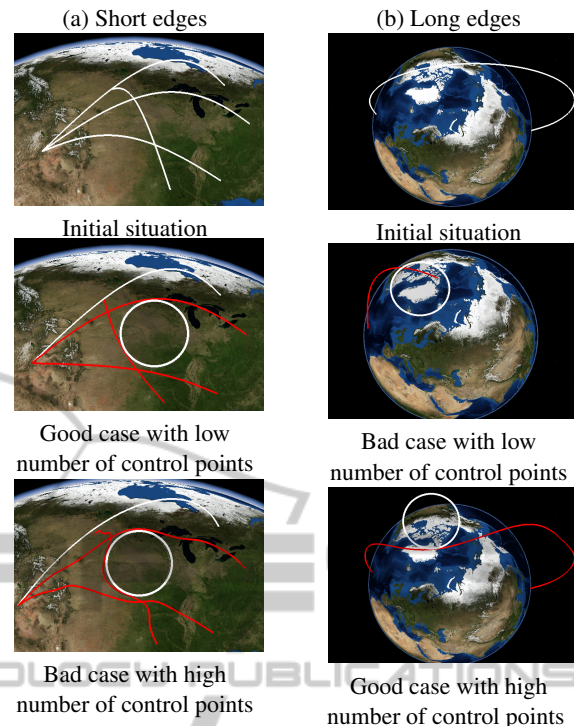 (a) Short edges
(b) Long edges
Initial situation
Initial situation
Good case with low
number of control points
Bad case with low
number of control points
Bad case with high
number of control points
Good case with high
number of control points
OLOGY PUBLICATIONS